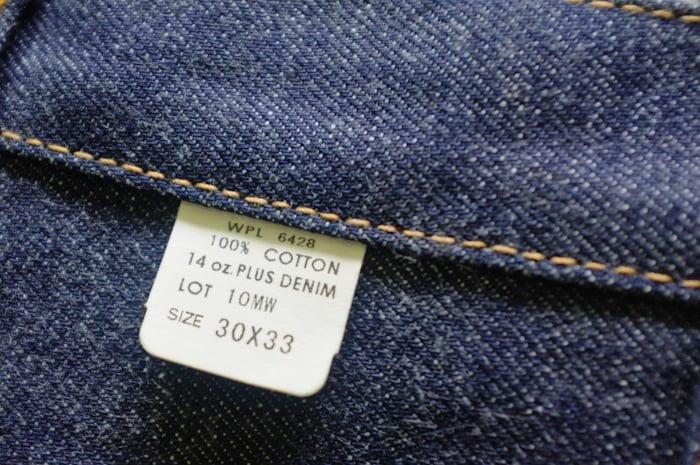 WPL 6428
100% COTTON
14 oz. PLUS DENIM
LOT 10MW
SIZE 30X33